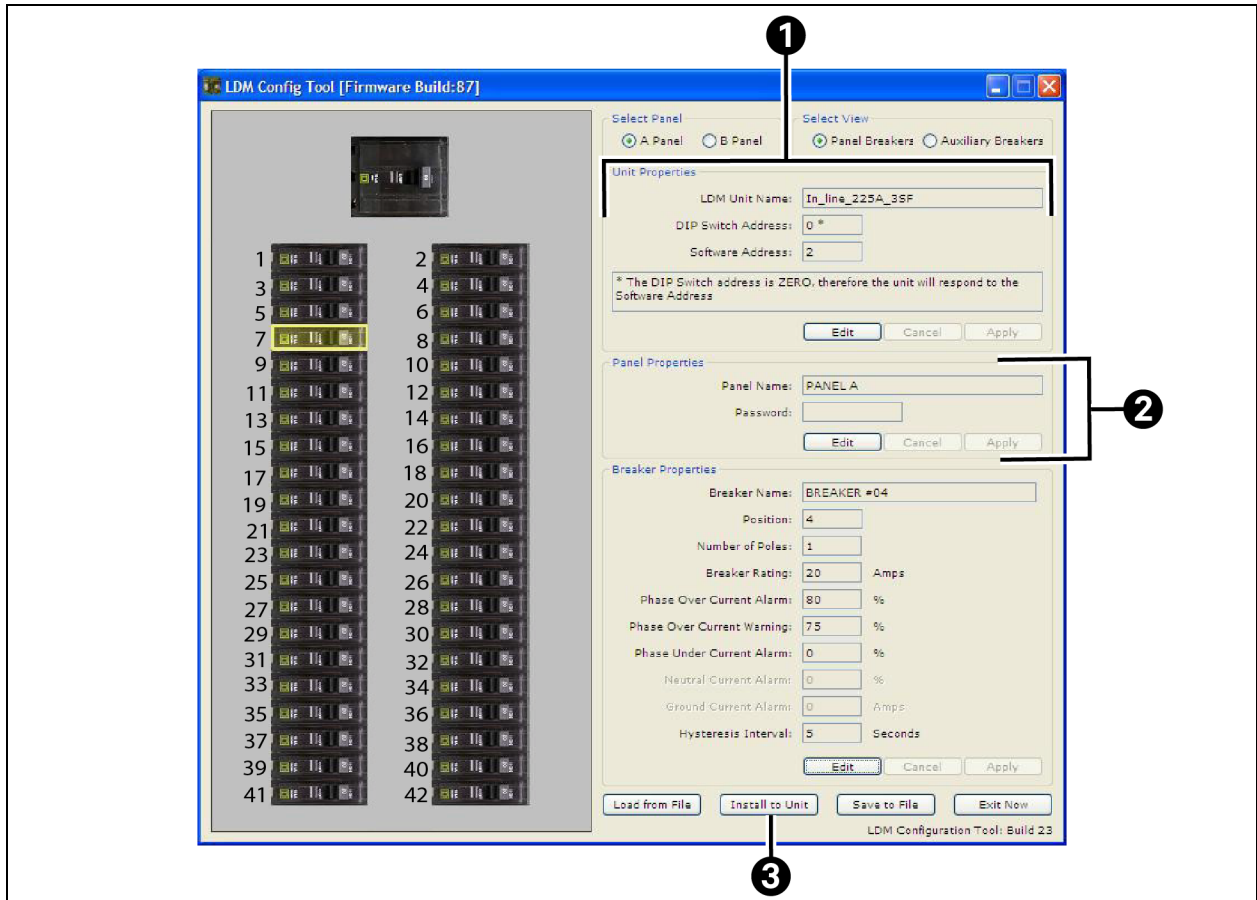 1
LDM Config Tool [Firmware Build:87]
Select Panel
A Panel B Panel
Select View
Panel Breakers Auxiliary Breakers
Unit Properties
LDM Unit Name: In_line_225A_3SF
DIP Switch Address: 0 *
Software Address: 2
* The DIP Switch address is ZERO, therefore the unit will respond to the
Software Address
Edit Cancel Apply
Panel Properties
Panel Name: PANEL A
Password:
Edit Cancel Apply
2
Breaker Properties
Breaker Name: BREAKER #04
Position: 4
Number of Poles: 1
Breaker Rating: 20 Amps
Phase Over Current Alarm: 80 %
Phase Over Current Warning: 75 %
Phase Under Current Alarm: 0 %
Neutral Current Alarm: 0 %
Ground Current Alarm: 0 Amps
Hysteresis Interval: 5 Seconds
Edit Cancel Apply
Load from File Install to Unit Save to File Exit Now
LDM Configuration Tool: Build 23
3
1 2
3 4
5 6
7 8
9 10
11 12
13 14
15 16
17 18
19 20
21 22
23 24
25 26
27 28
29 30
31 32
33 34
35 36
37 38
39 40
41 42